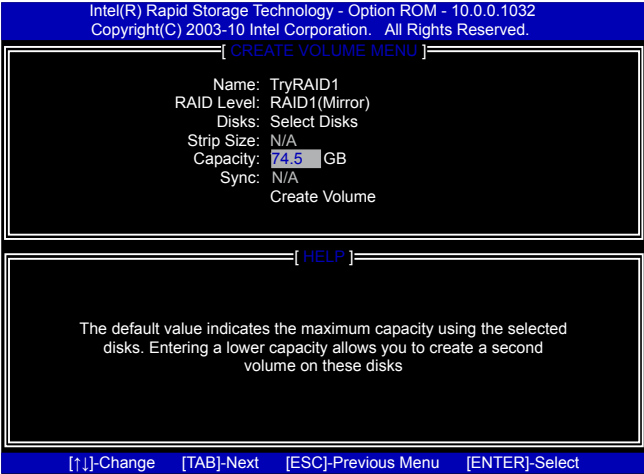 Intel(R) Rapid Storage Technology - Option ROM - 10.0.0.1032
Copyright(C) 2003-10 Intel Corporation.   All Rights Reserved.
[ CREATE VOLUME MENU ]
Name: TryRAID1
RAID Level: RAID1(Mirror)
Disks: Select Disks
Strip Size: N/A
Capacity: 74.5 GB
Sync: N/A
Create Volume
[ HELP ]
The default value indicates the maximum capacity using the selected
disks. Entering a lower capacity allows you to create a second
volume on these disks
[↑↓]-Change [TAB]-Next [ESC]-Previous Menu [ENTER]-Select